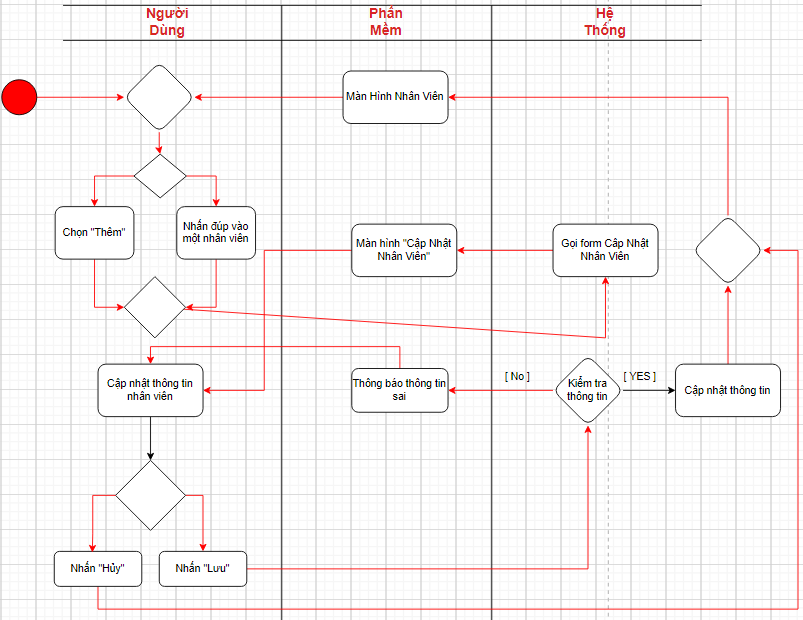 Người
Dùng
Phần
Mềm
Hệ
Thống
Màn Hình Nhân Viên
Chọn "Thêm"
Nhấn đúp vào
một nhân viên
Màn hình "Cập Nhật
Nhân Viên"
Gọi form Cập Nhật
Nhân Viên
Cập nhật thông tin
nhân viên
Thông báo thông tin
sai
[ No ]
Kiểm tra
thông tin
[ YES ]
Cập nhật thông tin
Nhấn "Hủy"
Nhấn "Lưu"